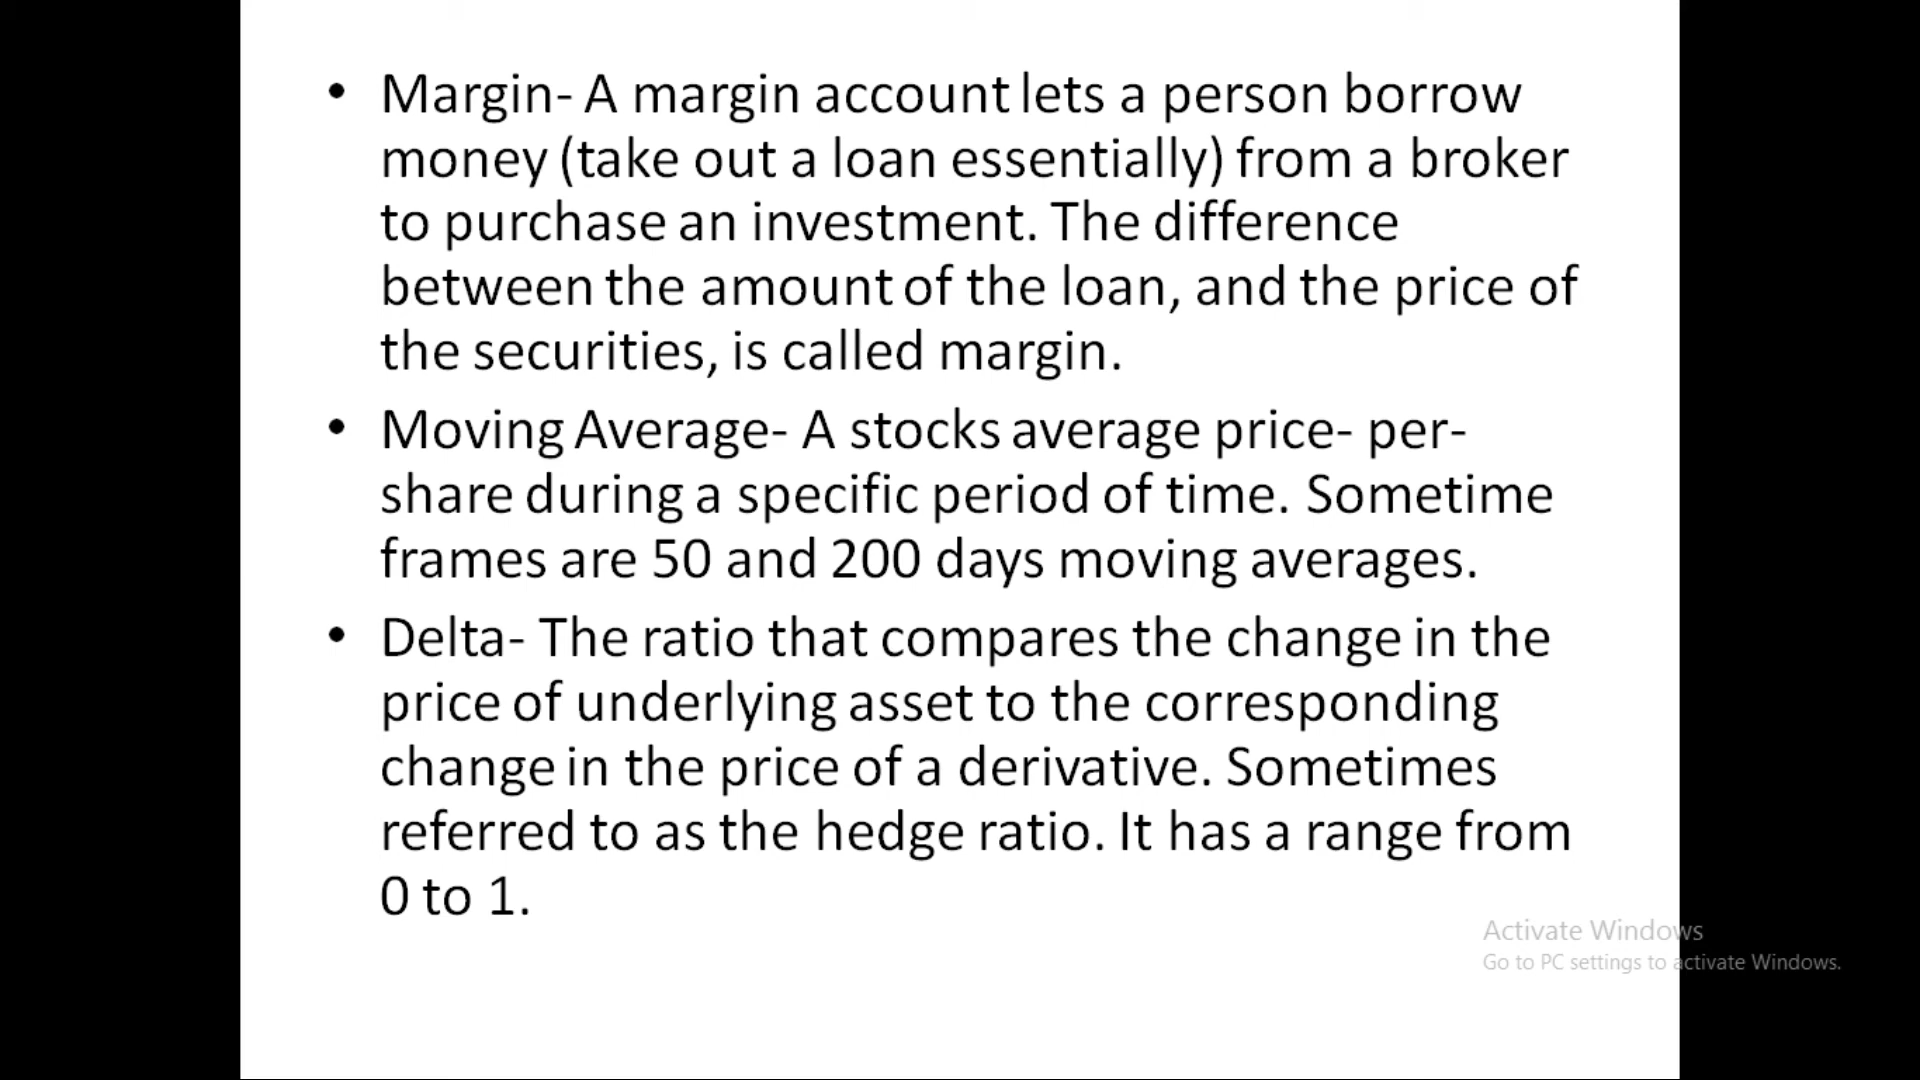 • Margin- A margin account lets a person borrow
money (take out a loan essentially) from a broker
to purchase an investment. The difference
between the amount of the loan, and the price of
the securities, is called margin.
• Moving Average- A stocks average price- per-
share during a specific period of time. Sometime
frames are 50 and 200 days moving averages.
• Delta- The ratio that compares the change in the
price of underlying asset to the corresponding
change in the price of a derivative. Sometimes
referred to as the hedge ratio. It has a range from
0 to 1.
Activate Windows
Go to PC settings to activate Windows.